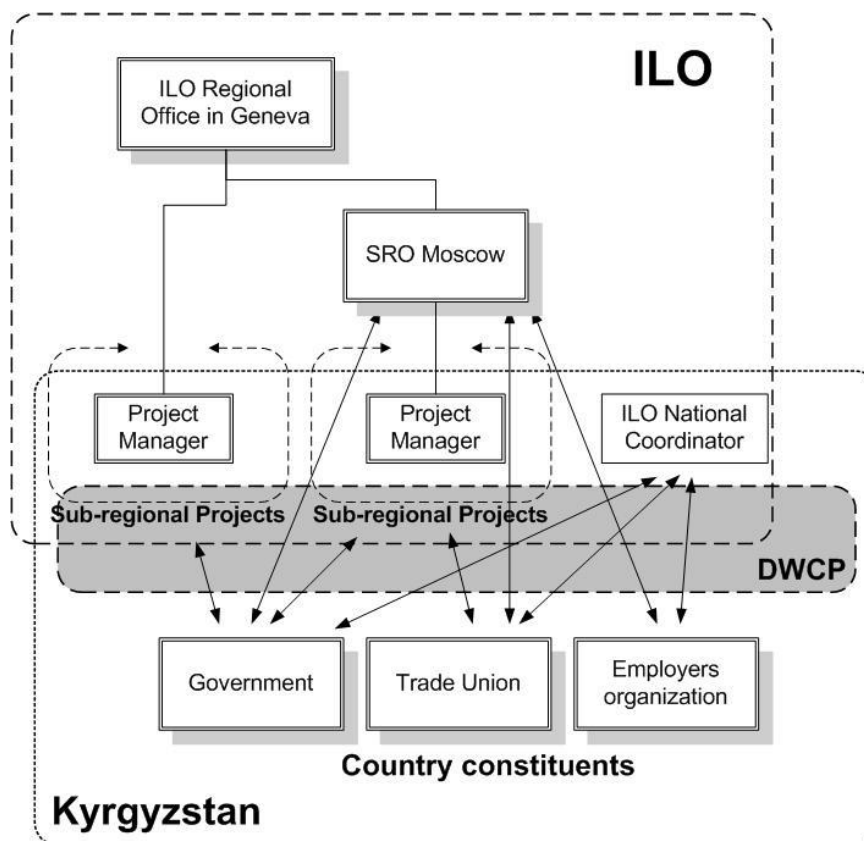 ILO
ILO Regional
Office in Geneva
SRO Moscow
Project
Manager
Project
Manager
ILO National
Coordinator
Sub-regional Projects
Sub-regional Projects
DWCP
Government
Trade Union
Employers
organization
Country constituents
Kyrgyzstan